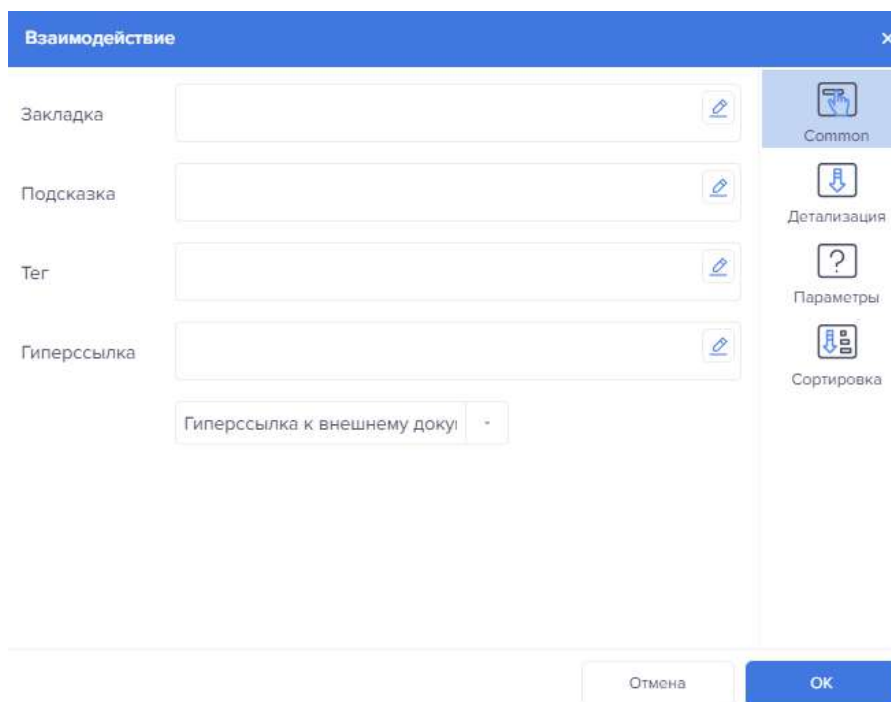 Взаимодействие
Закладка
Подсказка
Тег
Гиперссылка
Гиперссылка к внешнему доку
Common
Детализация
Параметры
Сортировка
Отмена
OK